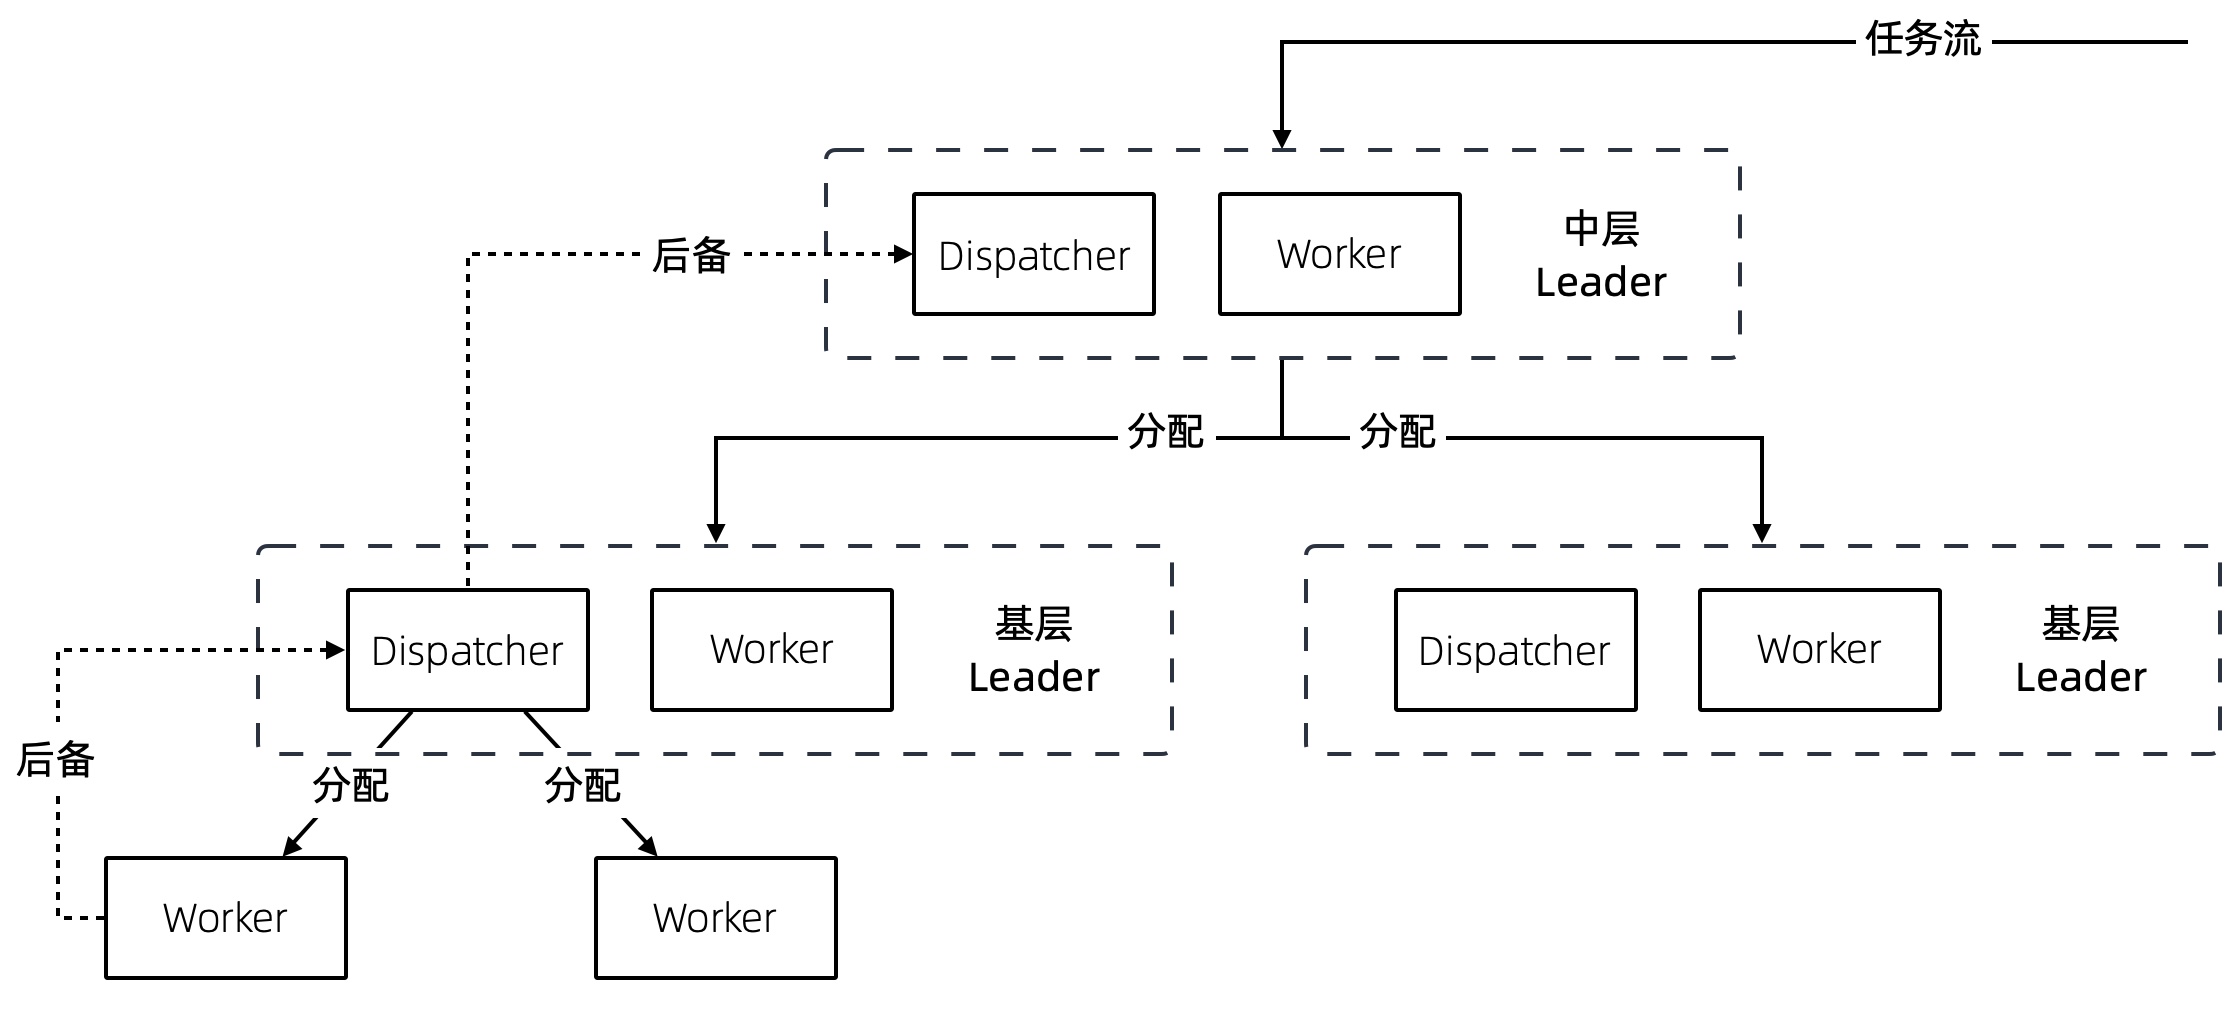 任务流
中层
Leader
后备
Dispatcher
Worker
分配
分配
Dispatcher
Worker
基层
Leader
Dispatcher
Worker
基层
Leader
后备
分配
分配
Worker
Worker